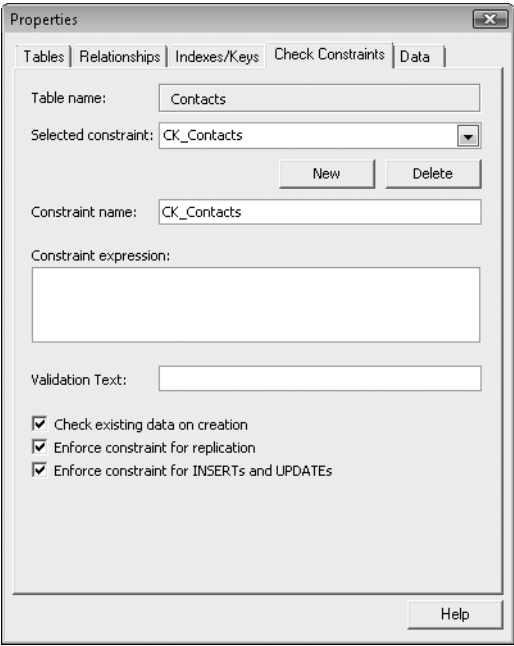 Properties
Tables Relationships Indexes/Keys Check Constraints Data
Table name: Contacts
Selected constraint: CK_Contacts
New Delete
Constraint name: CK_Contacts
Constraint expression:
Validation Text:
Check existing data on creation
Enforce constraint for replication
Enforce constraint for INSERTs and UPDATEs
Help